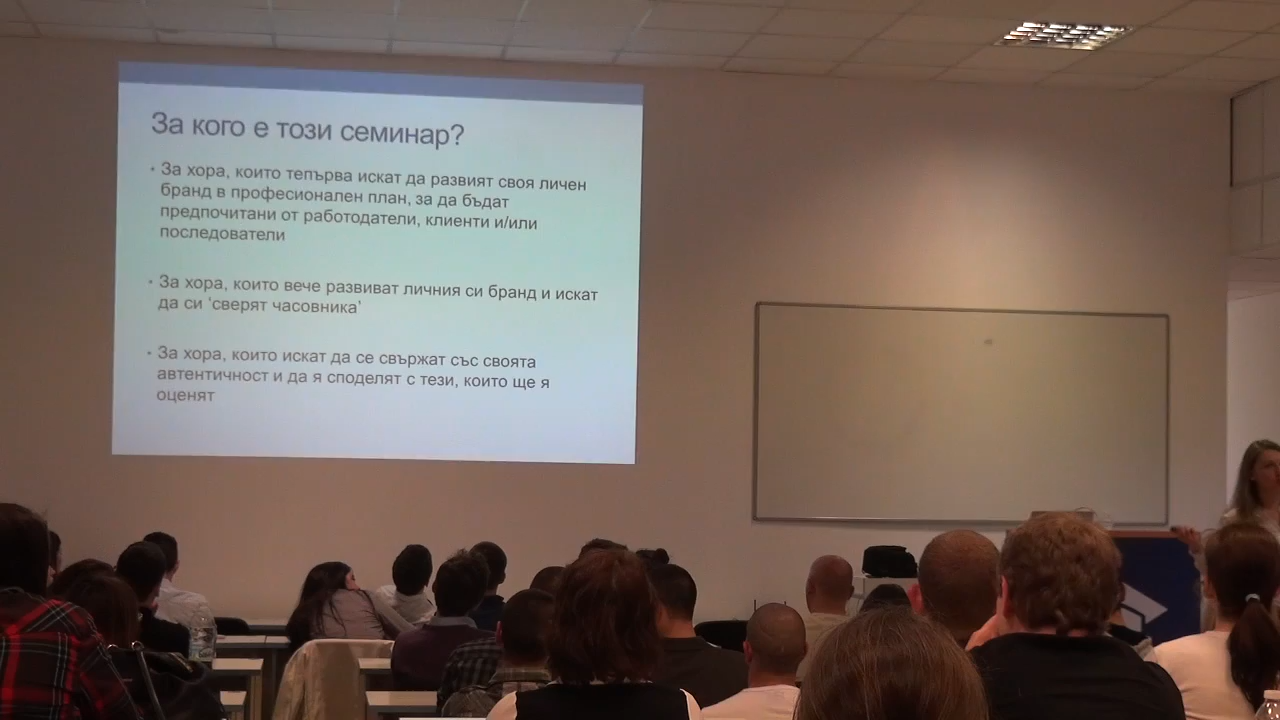 За кого е този семинар?
• За хора, които тепърва искат да развият своя личен
бранд в професионален план, за да бъдат
предпочитани от работодатели, клиенти и/или
последователи
• За хора, които вече развиват личния си бранд и искат
да си ‘сверят часовника’
• За хора, които искат да се свържат със своята
автентичност и да я споделят с тези, които ще я
оценят